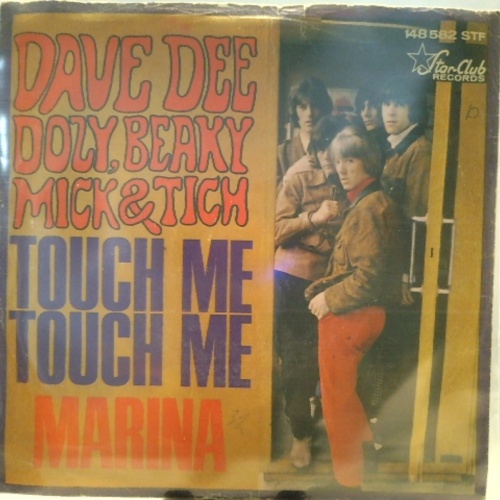 148 582 STF
Star-Club
RECORDS
DAVE DEE
DOZY, BEAKY
MICK & TICH
TOUCH ME
TOUCH ME
MARINA